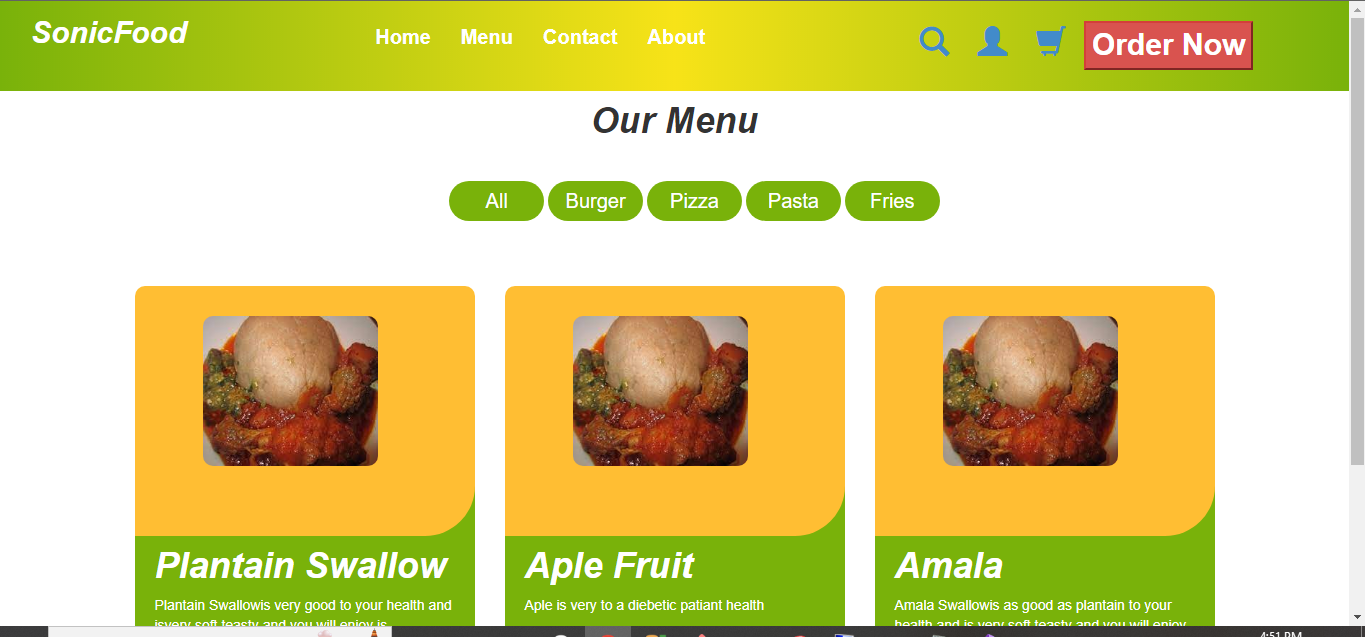 SonicFood
Home Menu Contact About
Order Now
Our Menu
All Burger Pizza Pasta Fries
Plantain Swallow
Plantain Swallowis very good to your health and
isvery soft teasty and you will enjoy is
Aple Fruit
Aple is very to a diebetic patiant health
Amala
Amala Swallowis as good as plantain to your
health and is very soft teasty and you will enjoy
4:51 PM